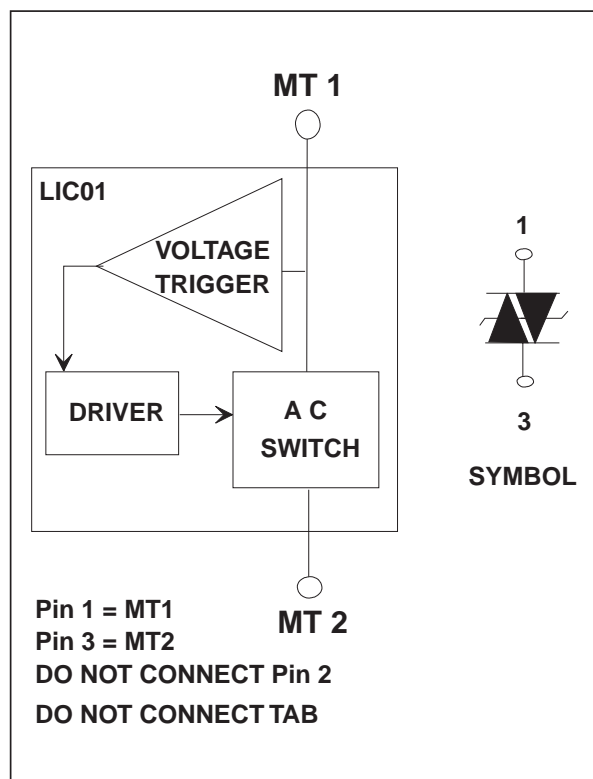 MT 1
LIC01
VOLTAGE
TRIGGER
DRIVER
A C
SWITCH
MT 2
1
3
SYMBOL
Pin 1 = MT1
Pin 3 = MT2
DO NOT CONNECT Pin 2
DO NOT CONNECT TAB